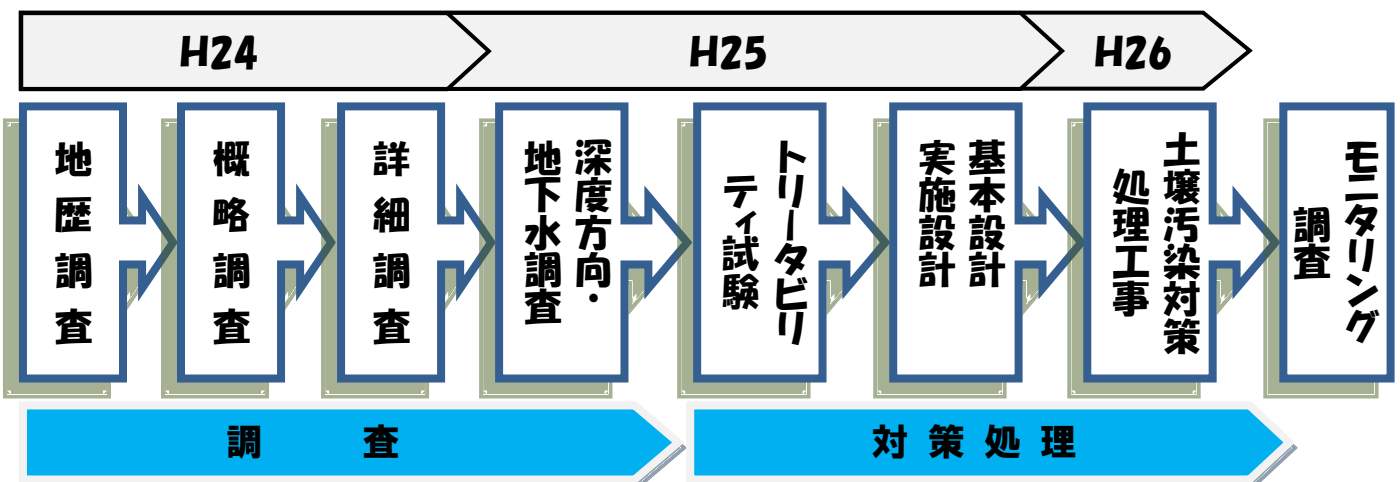 H24
H25
H26
地歴調査
概略調査
詳細調査
深度方向・
地下水調査
トリータビリ
ティ試験
基本設計
実施設計
土壌汚染対策
処理工事
モニタリング
調査
調査
対策処理